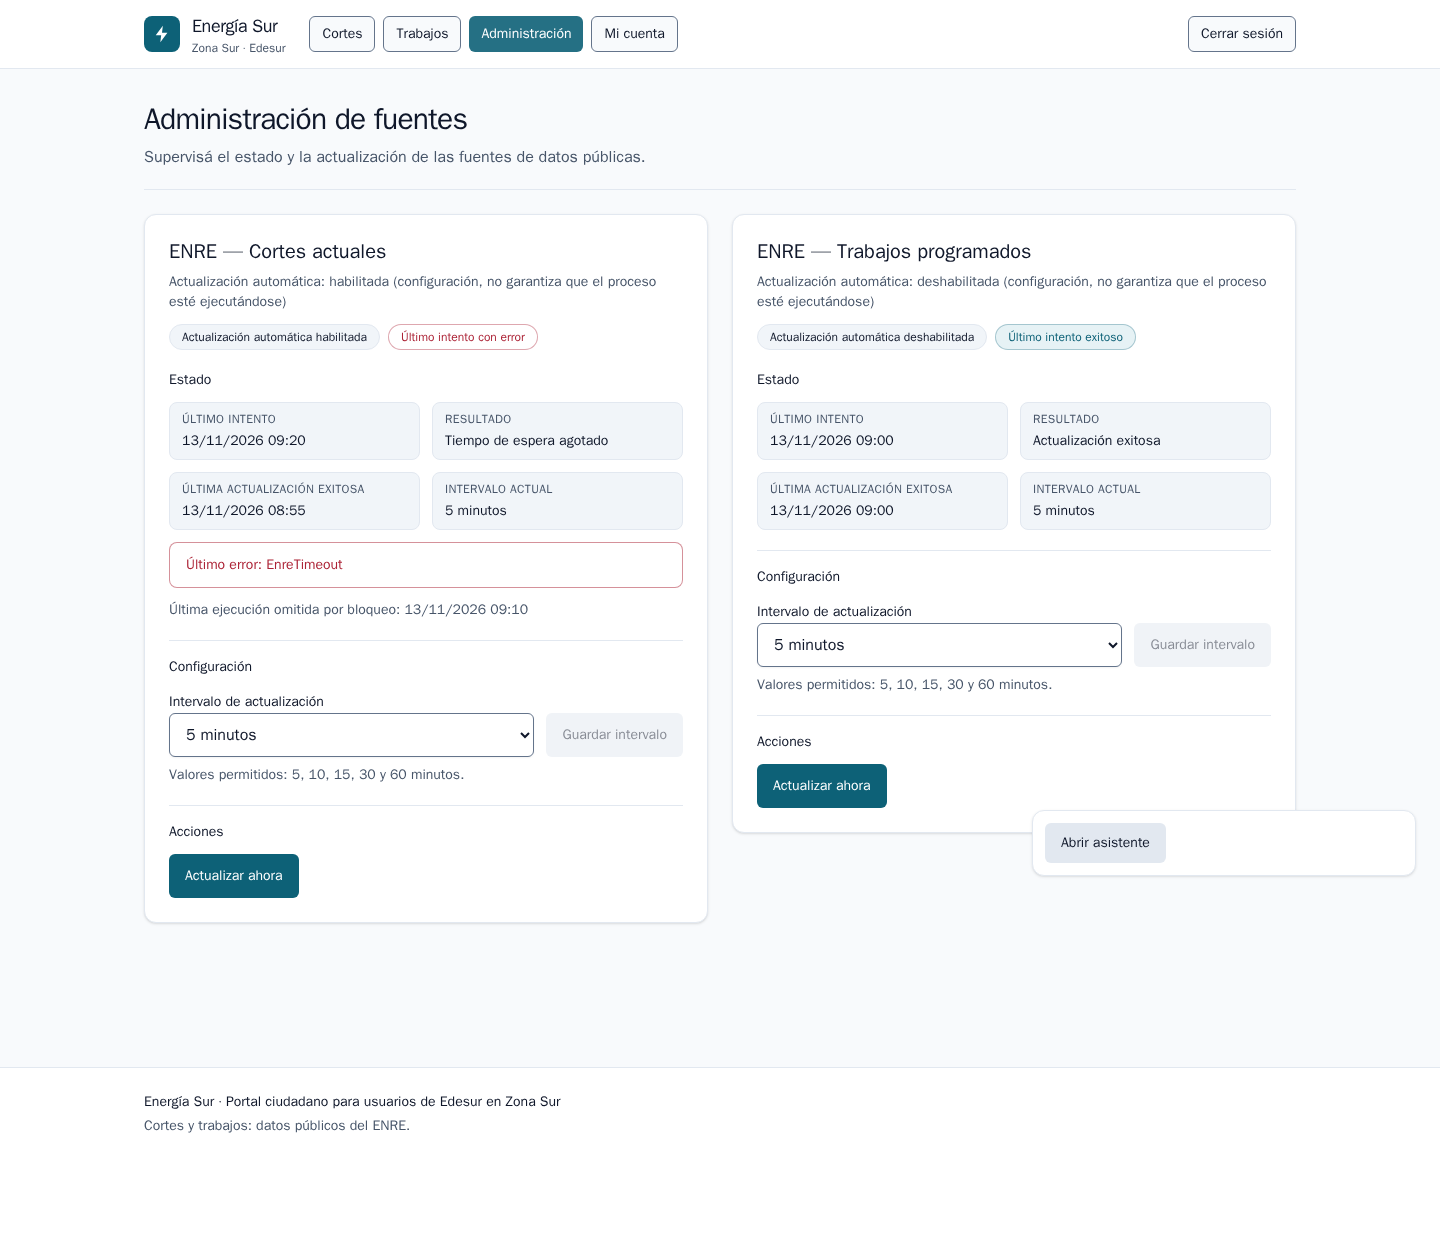 Energía Sur
Zona Sur · Edesur
Cortes
Trabajos
Administración
Mi cuenta
Cerrar sesión
Administración de fuentes
Supervisá el estado y la actualización de las fuentes de datos públicas.
ENRE — Cortes actuales
Actualización automática: habilitada (configuración, no garantiza que el proceso
esté ejecutándose)
Actualización automática habilitada
Último intento con error
Estado
ÚLTIMO INTENTO
13/11/2026 09:20
RESULTADO
Tiempo de espera agotado
ÚLTIMA ACTUALIZACIÓN EXITOSA
13/11/2026 08:55
INTERVALO ACTUAL
5 minutos
Último error: EnreTimeout
Última ejecución omitida por bloqueo: 13/11/2026 09:10
Configuración
Intervalo de actualización
5 minutos
Guardar intervalo
Valores permitidos: 5, 10, 15, 30 y 60 minutos.
Acciones
Actualizar ahora
ENRE — Trabajos programados
Actualización automática: deshabilitada (configuración, no garantiza que el proceso
esté ejecutándose)
Actualización automática deshabilitada
Último intento exitoso
Estado
ÚLTIMO INTENTO
13/11/2026 09:00
RESULTADO
Actualización exitosa
ÚLTIMA ACTUALIZACIÓN EXITOSA
13/11/2026 09:00
INTERVALO ACTUAL
5 minutos
Configuración
Intervalo de actualización
5 minutos
Guardar intervalo
Valores permitidos: 5, 10, 15, 30 y 60 minutos.
Acciones
Actualizar ahora
Abrir asistente
Energía Sur · Portal ciudadano para usuarios de Edesur en Zona Sur
Cortes y trabajos: datos públicos del ENRE.